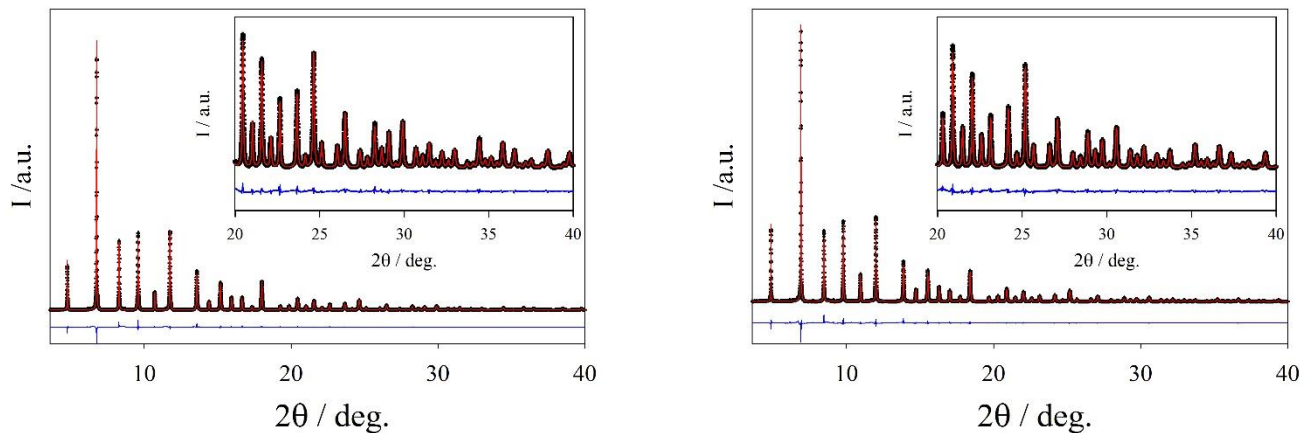 I / a.u.
20 25 30 35 40
2θ / deg.
I /a.u.
10 20 30 40
2θ / deg.
I / a.u.
20 25 30 35 40
2θ / deg.
I / a.u.
10 20 30 40
2θ / deg.